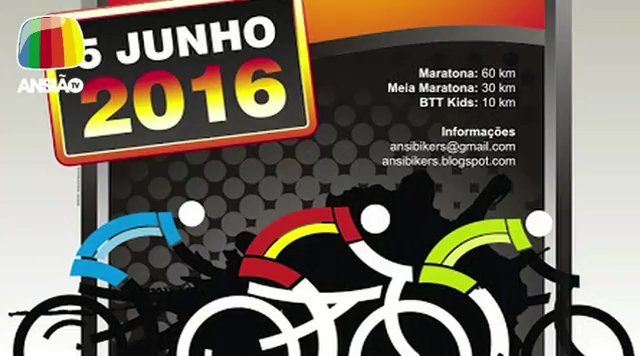 ANSIÃO TV
5 JUNHO
2016
Maratona: 60 km
Meia Maratona: 30 km
BTT Kids: 10 km
Informações
ansibikers@gmail.com
ansibikers.blogspot.com